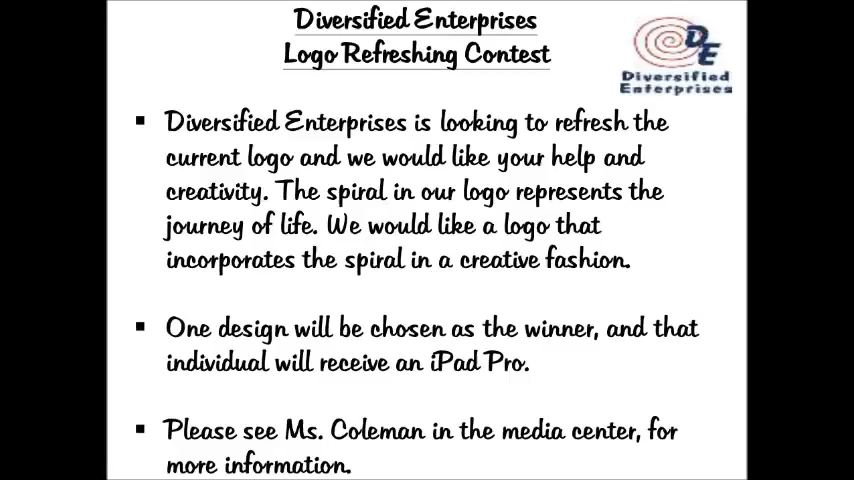 Diversified Enterprises
Logo Refreshing Contest
DE
Diversified
Enterprises
▪ Diversified Enterprises is looking to refresh the
current logo and we would like your help and
creativity. The spiral in our logo represents the
journey of life. We would like a logo that
incorporates the spiral in a creative fashion.
▪ One design will be chosen as the winner, and that
individual will receive an iPad Pro.
▪ Please see Ms. Coleman in the media center, for
more information.